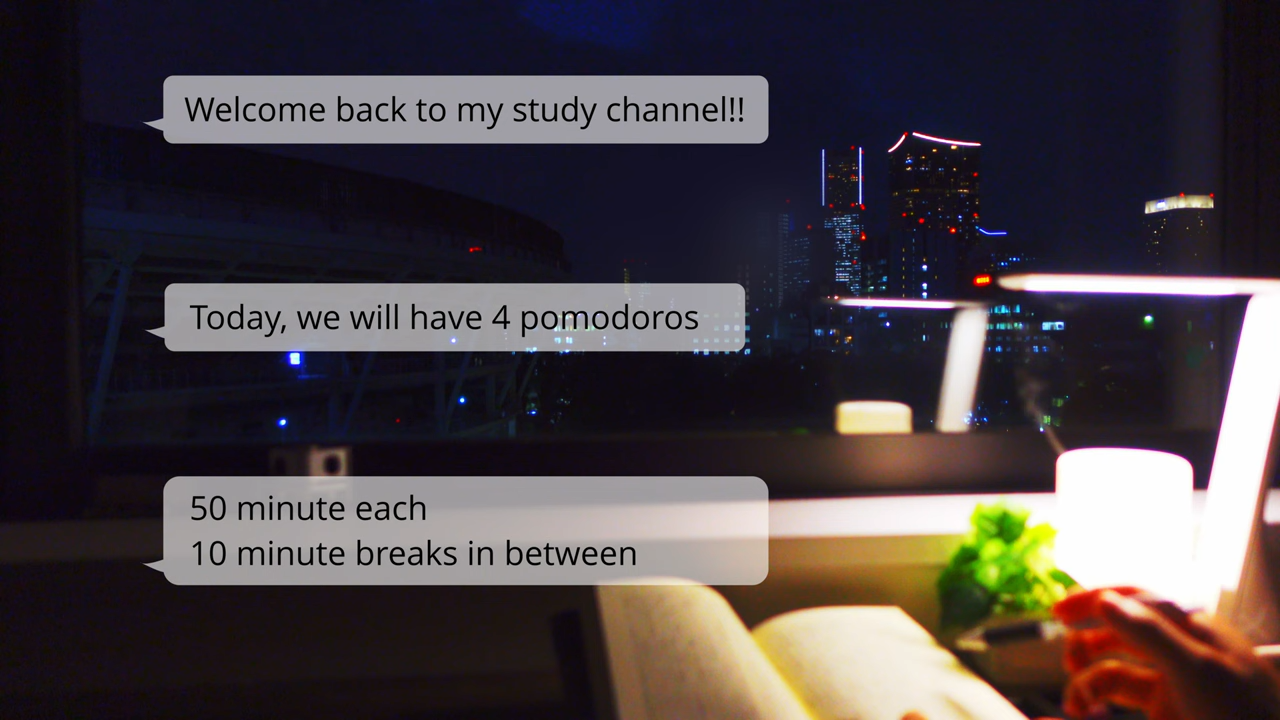 Welcome back to my study channel!!
Today, we will have 4 pomodoros
50 minute each
10 minute breaks in between